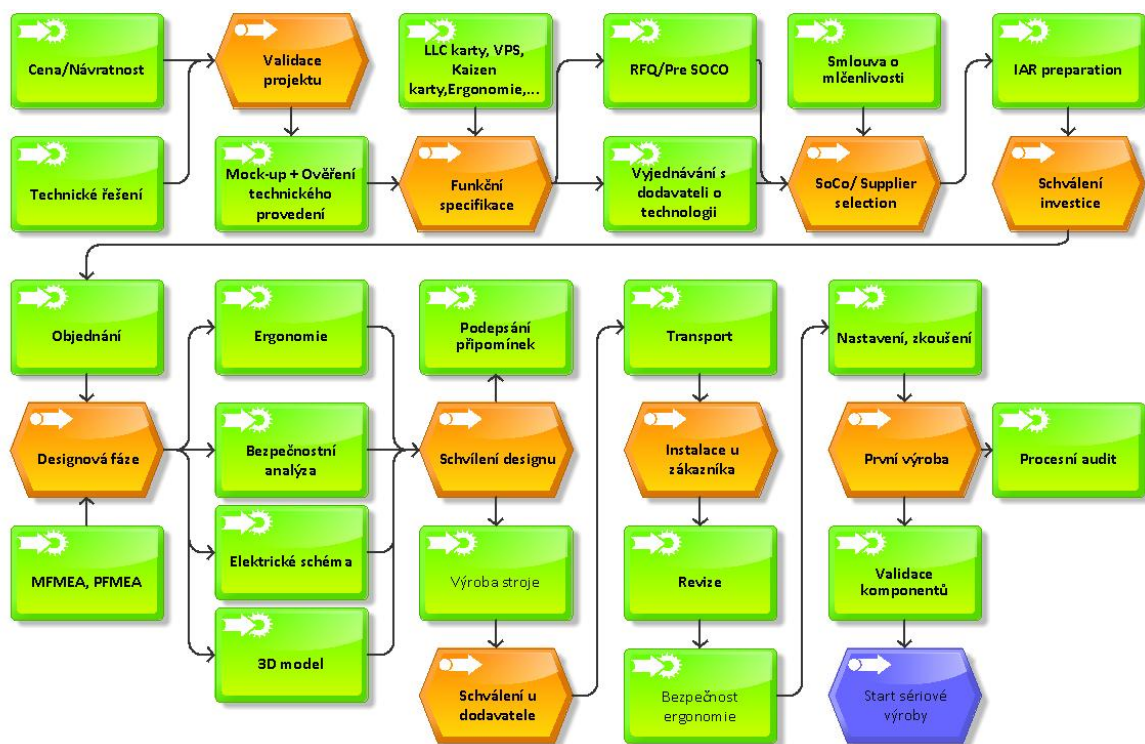 Cena/Návratnost
Validace
projektu
LLC karty, VPS,
Kaizen
karty,Ergonomie,...
RFQ/Pre SOCO
Smlouva o
mlčenlivosti
IAR preparation
Technické řešení
Mock-up + Ověření
technického
provedení
Funkční
specifikace
Vyjednávání s
dodavateli o
technologii
SoCo/ Supplier
selection
Schválení
investice
Objednání
Ergonomie
Podepsání
připomínek
Transport
Nastavení, zkoušení
Designová fáze
Bezpečnostní
analýza
Schvílení designu
Instalace u
zákazníka
První výroba
Procesní audit
MFMEA, PFMEA
Elektrické schéma
Výroba stroje
Revize
Validace
komponentů
3D model
Schválení u
dodavatele
Bezpečnost
ergonomie
Start sériové
výroby